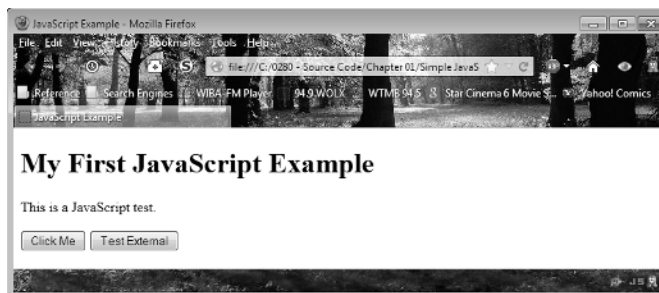 JavaScript Example - Mozilla Firefox
File Edit View History Bookmarks Tools Help
file:///C:/0280 - Source Code/Chapter 01/Simple JavaS
Reference Search Engines WIBA-FM Player 94.9 WOLX WTMB 94.5 Star Cinema 6 Movie S... Yahoo! Comics
JavaScript Example
My First JavaScript Example
This is a JavaScript test.
Click Me Test External
JS